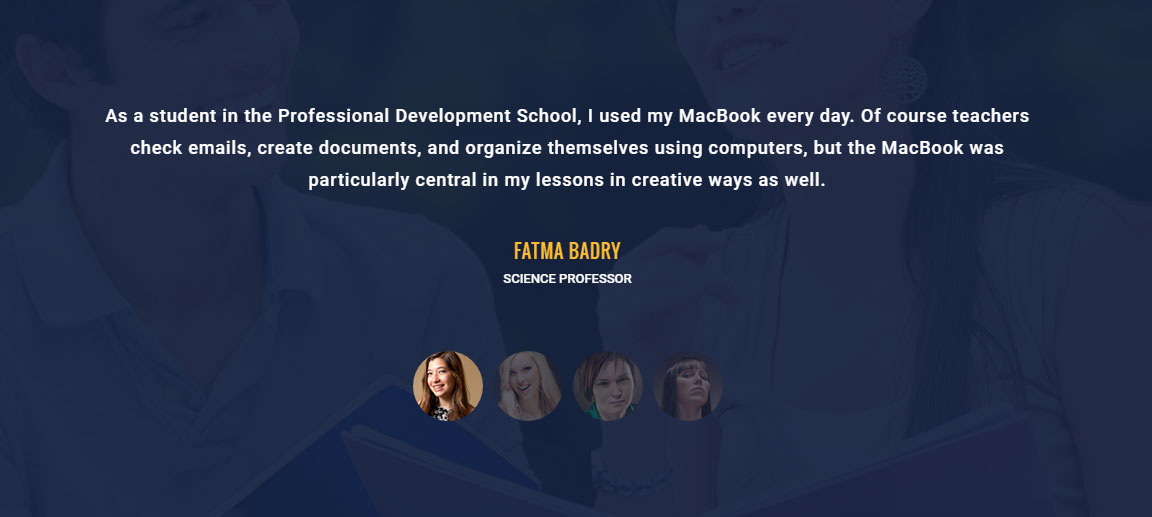 As a student in the Professional Development School, I used my MacBook every day. Of course teachers
check emails, create documents, and organize themselves using computers, but the MacBook was
particularly central in my lessons in creative ways as well.
FATMA BADRY
SCIENCE PROFESSOR